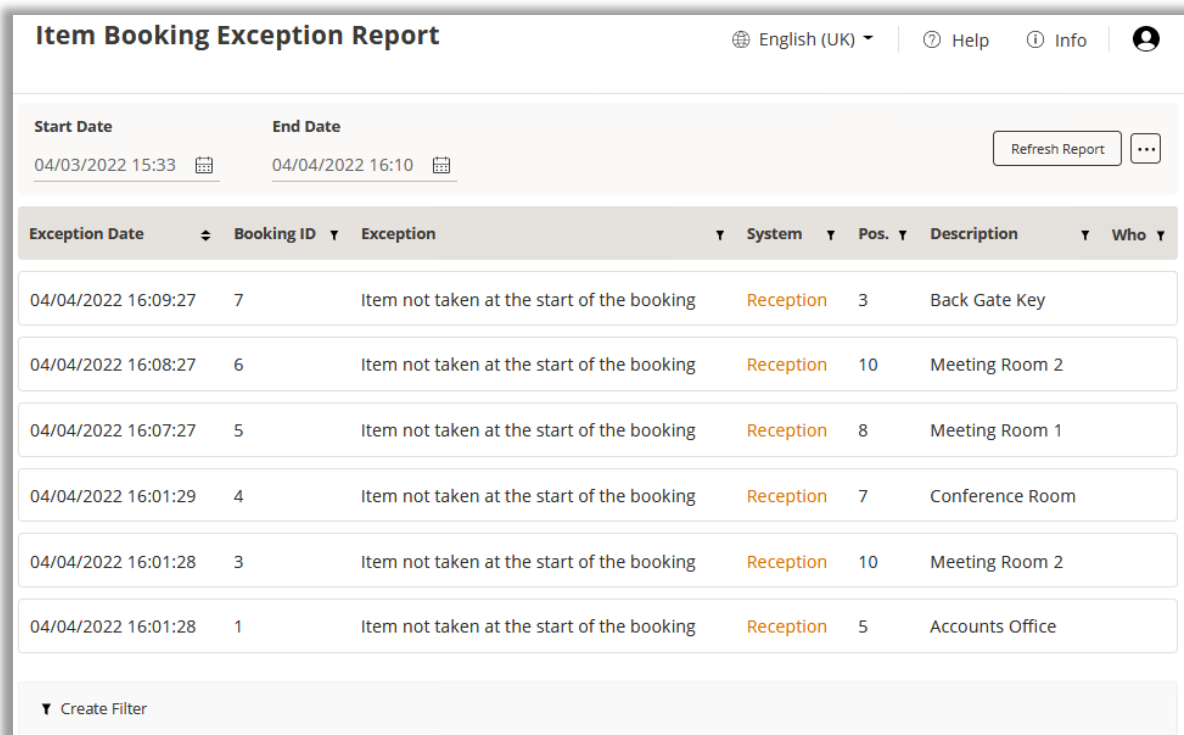 Item Booking Exception Report
English (UK) Help Info
Start Date End Date
04/03/2022 15:33 04/04/2022 16:10 Refresh Report ...
Exception Date Booking ID Exception System Pos. Description Who
04/04/2022 16:09:27 7 Item not taken at the start of the booking Reception 3 Back Gate Key
04/04/2022 16:08:27 6 Item not taken at the start of the booking Reception 10 Meeting Room 2
04/04/2022 16:07:27 5 Item not taken at the start of the booking Reception 8 Meeting Room 1
04/04/2022 16:01:29 4 Item not taken at the start of the booking Reception 7 Conference Room
04/04/2022 16:01:28 3 Item not taken at the start of the booking Reception 10 Meeting Room 2
04/04/2022 16:01:28 1 Item not taken at the start of the booking Reception 5 Accounts Office
Create Filter